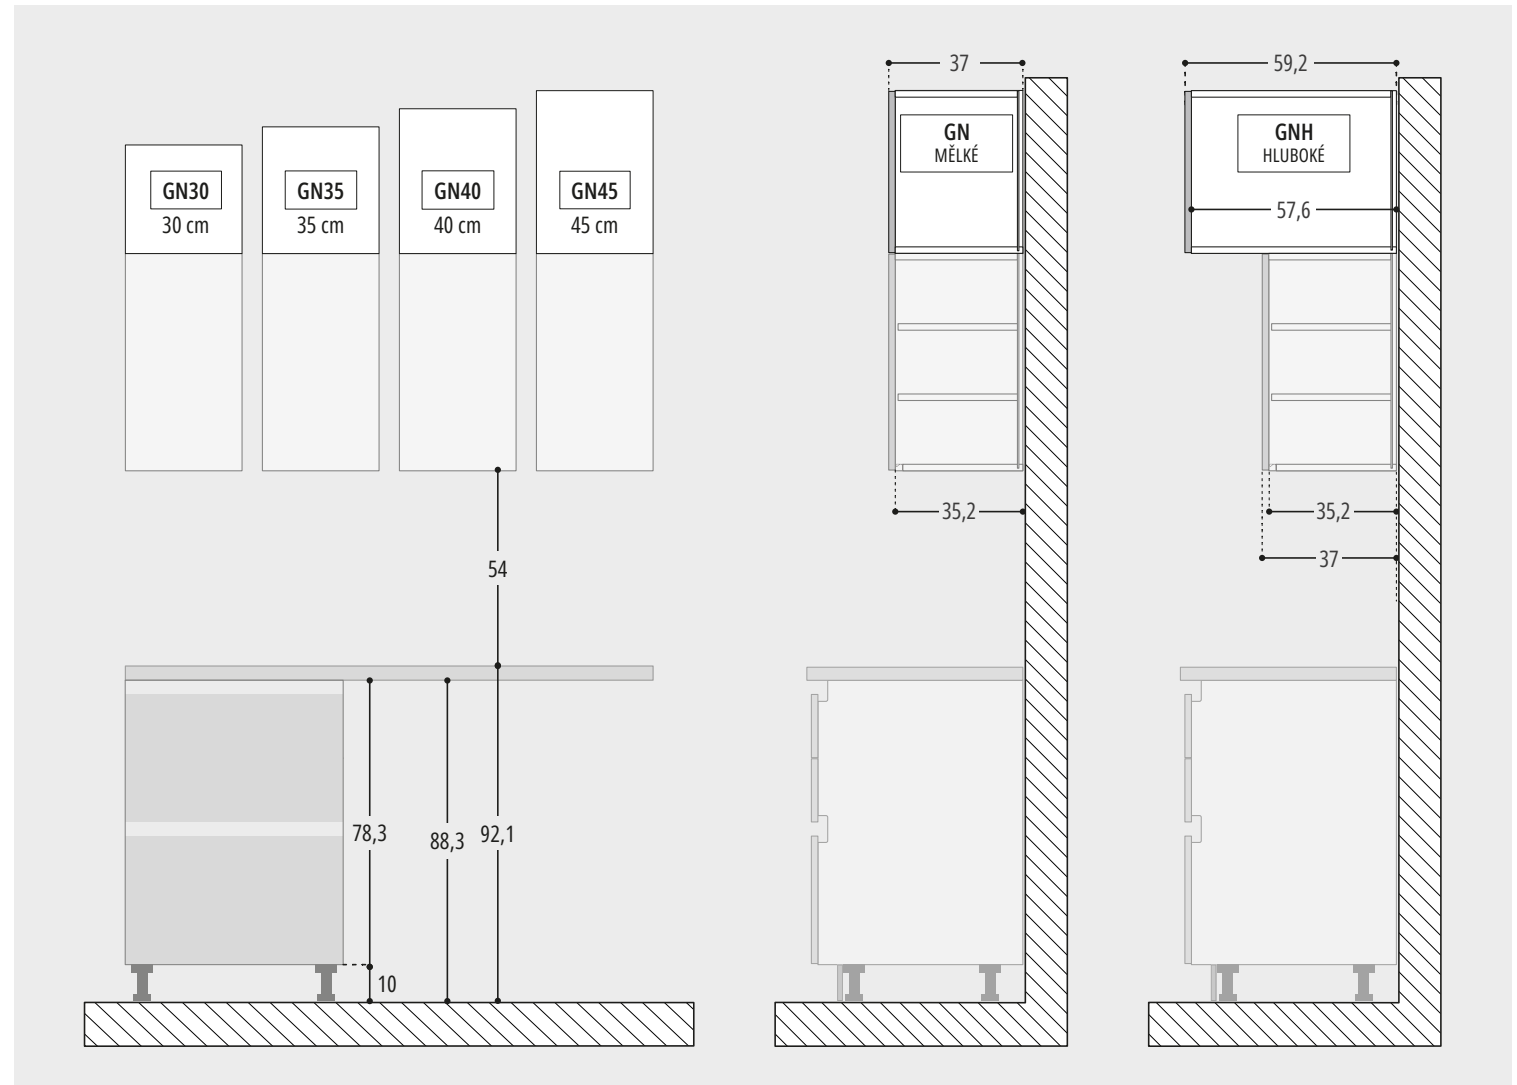 GN30
30 cm
GN35
35 cm
GN40
40 cm
GN45
45 cm
54
78,3
88,3
92,1
10
37
GN
MĚLKÉ
35,2
59,2
GNH
HLUBOKÉ
57,6
35,2
37